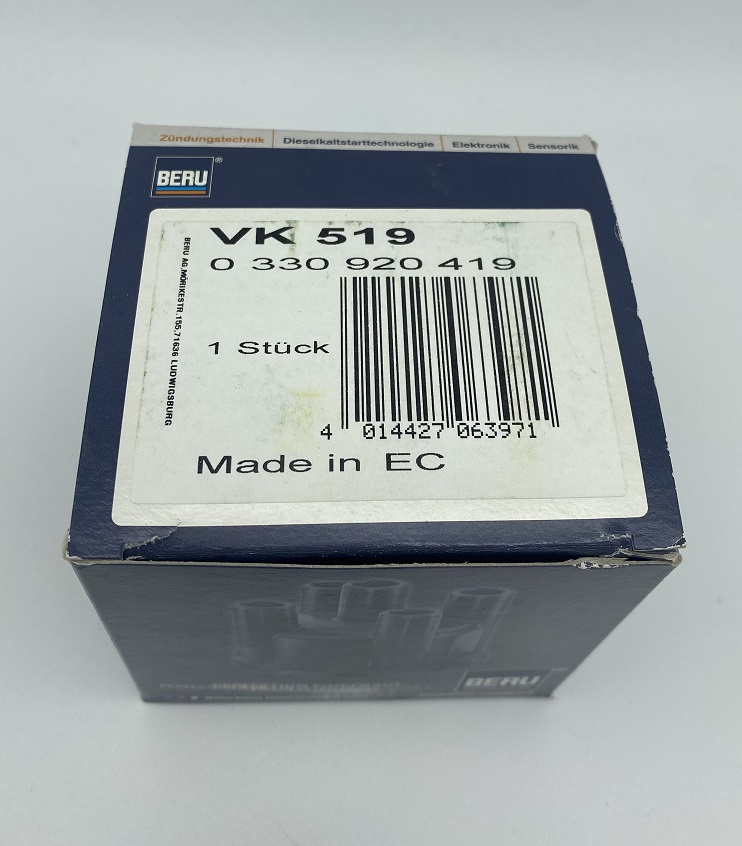 Zündungstechnik | Dieselkaltstarttechnologie | Elektronik | Sensorik
BERU®
BERU AG,MÖRIKESTR.155,71636 LUDWIGSBURG
VK 519
0 330 920 419
1 Stück
4 014427 063971
Made in EC
BERU®